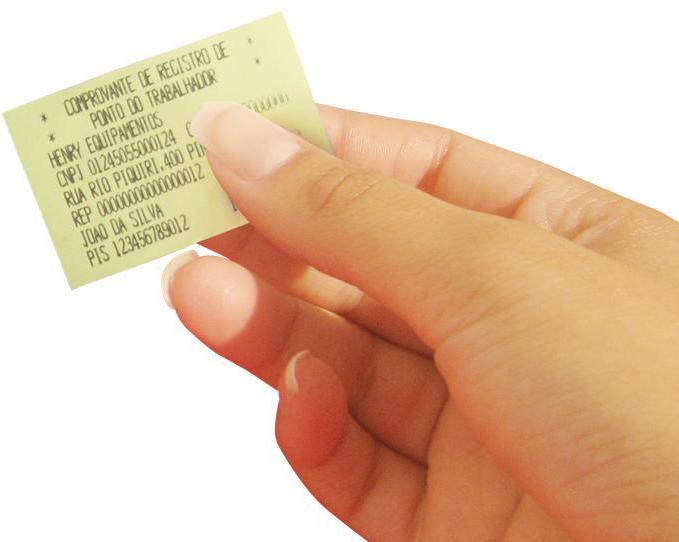 * COMPROVANTE DE REGISTRO DE *
* PONTO DO TRABALHADOR *
HENRY EQUIPAMENTOS
CNPJ 01245055000124
RUA RIO PIQUIRI,400
REP 00000000000000012
JOAO DA SILVA
PIS 123456789012